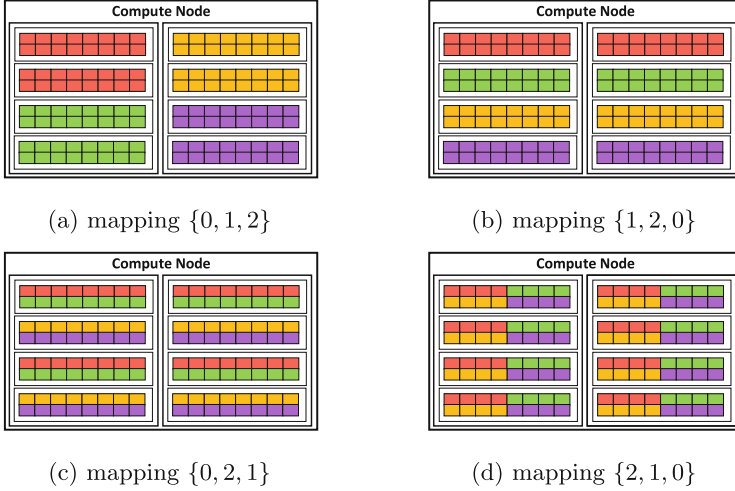 Compute Node
Compute Node
(a) mapping {0, 1, 2}
(b) mapping {1, 2, 0}
Compute Node
Compute Node
(c) mapping {0, 2, 1}
(d) mapping {2, 1, 0}